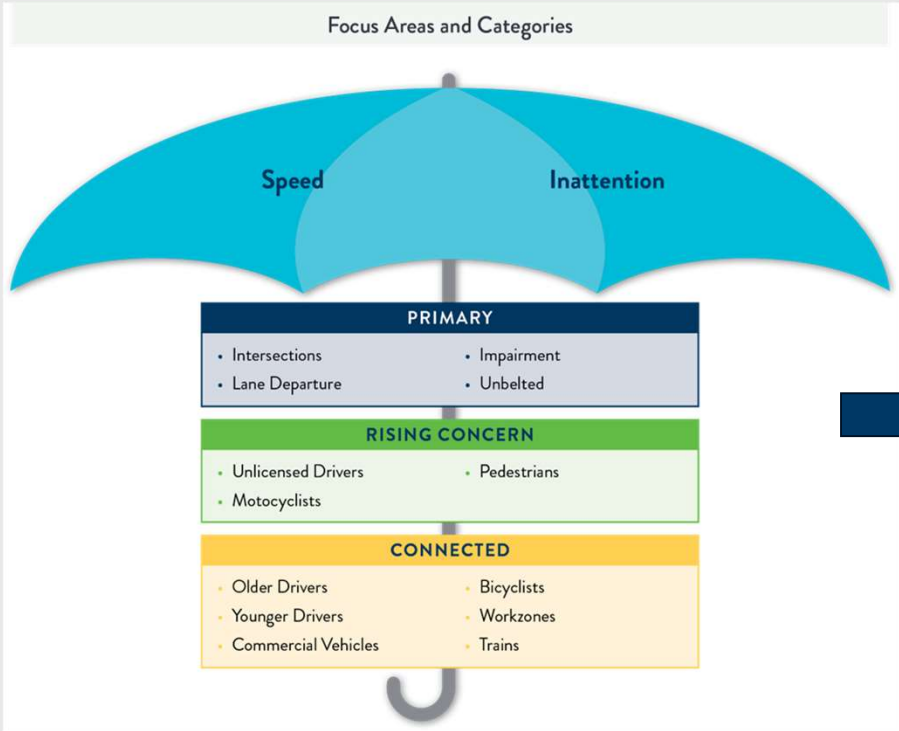 Focus Areas and Categories
Speed
Inattention
PRIMARY
• Intersections
• Lane Departure
• Impairment
• Unbelted
RISING CONCERN
• Unlicensed Drivers
• Motocyclists
• Pedestrians
CONNECTED
• Older Drivers
• Younger Drivers
• Commercial Vehicles
• Bicyclists
• Workzones
• Trains